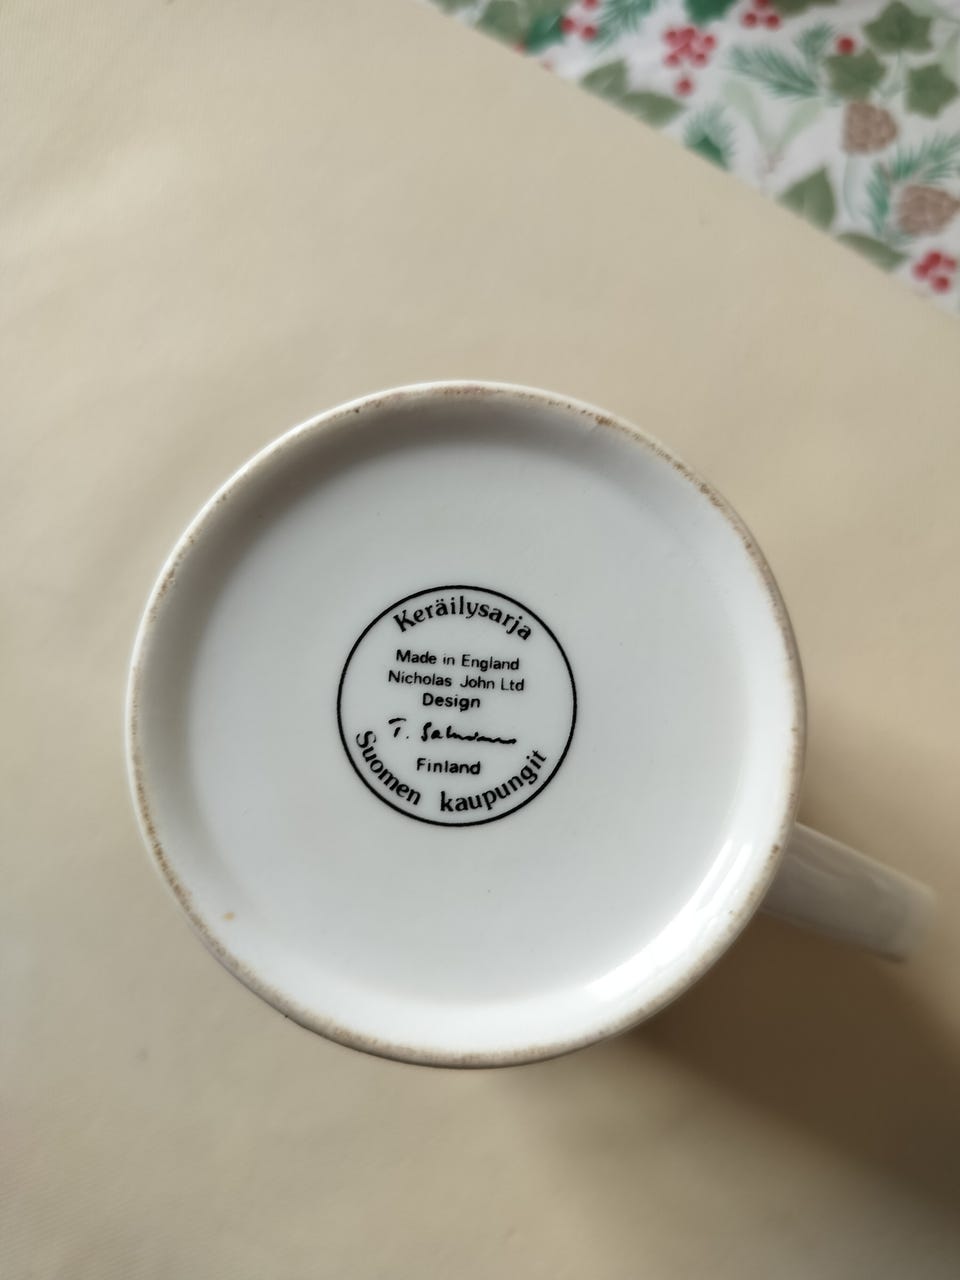 Keräilysarja
Made in England
Nicholas John Ltd
Design
T.
Finland
Suomen kaupungit